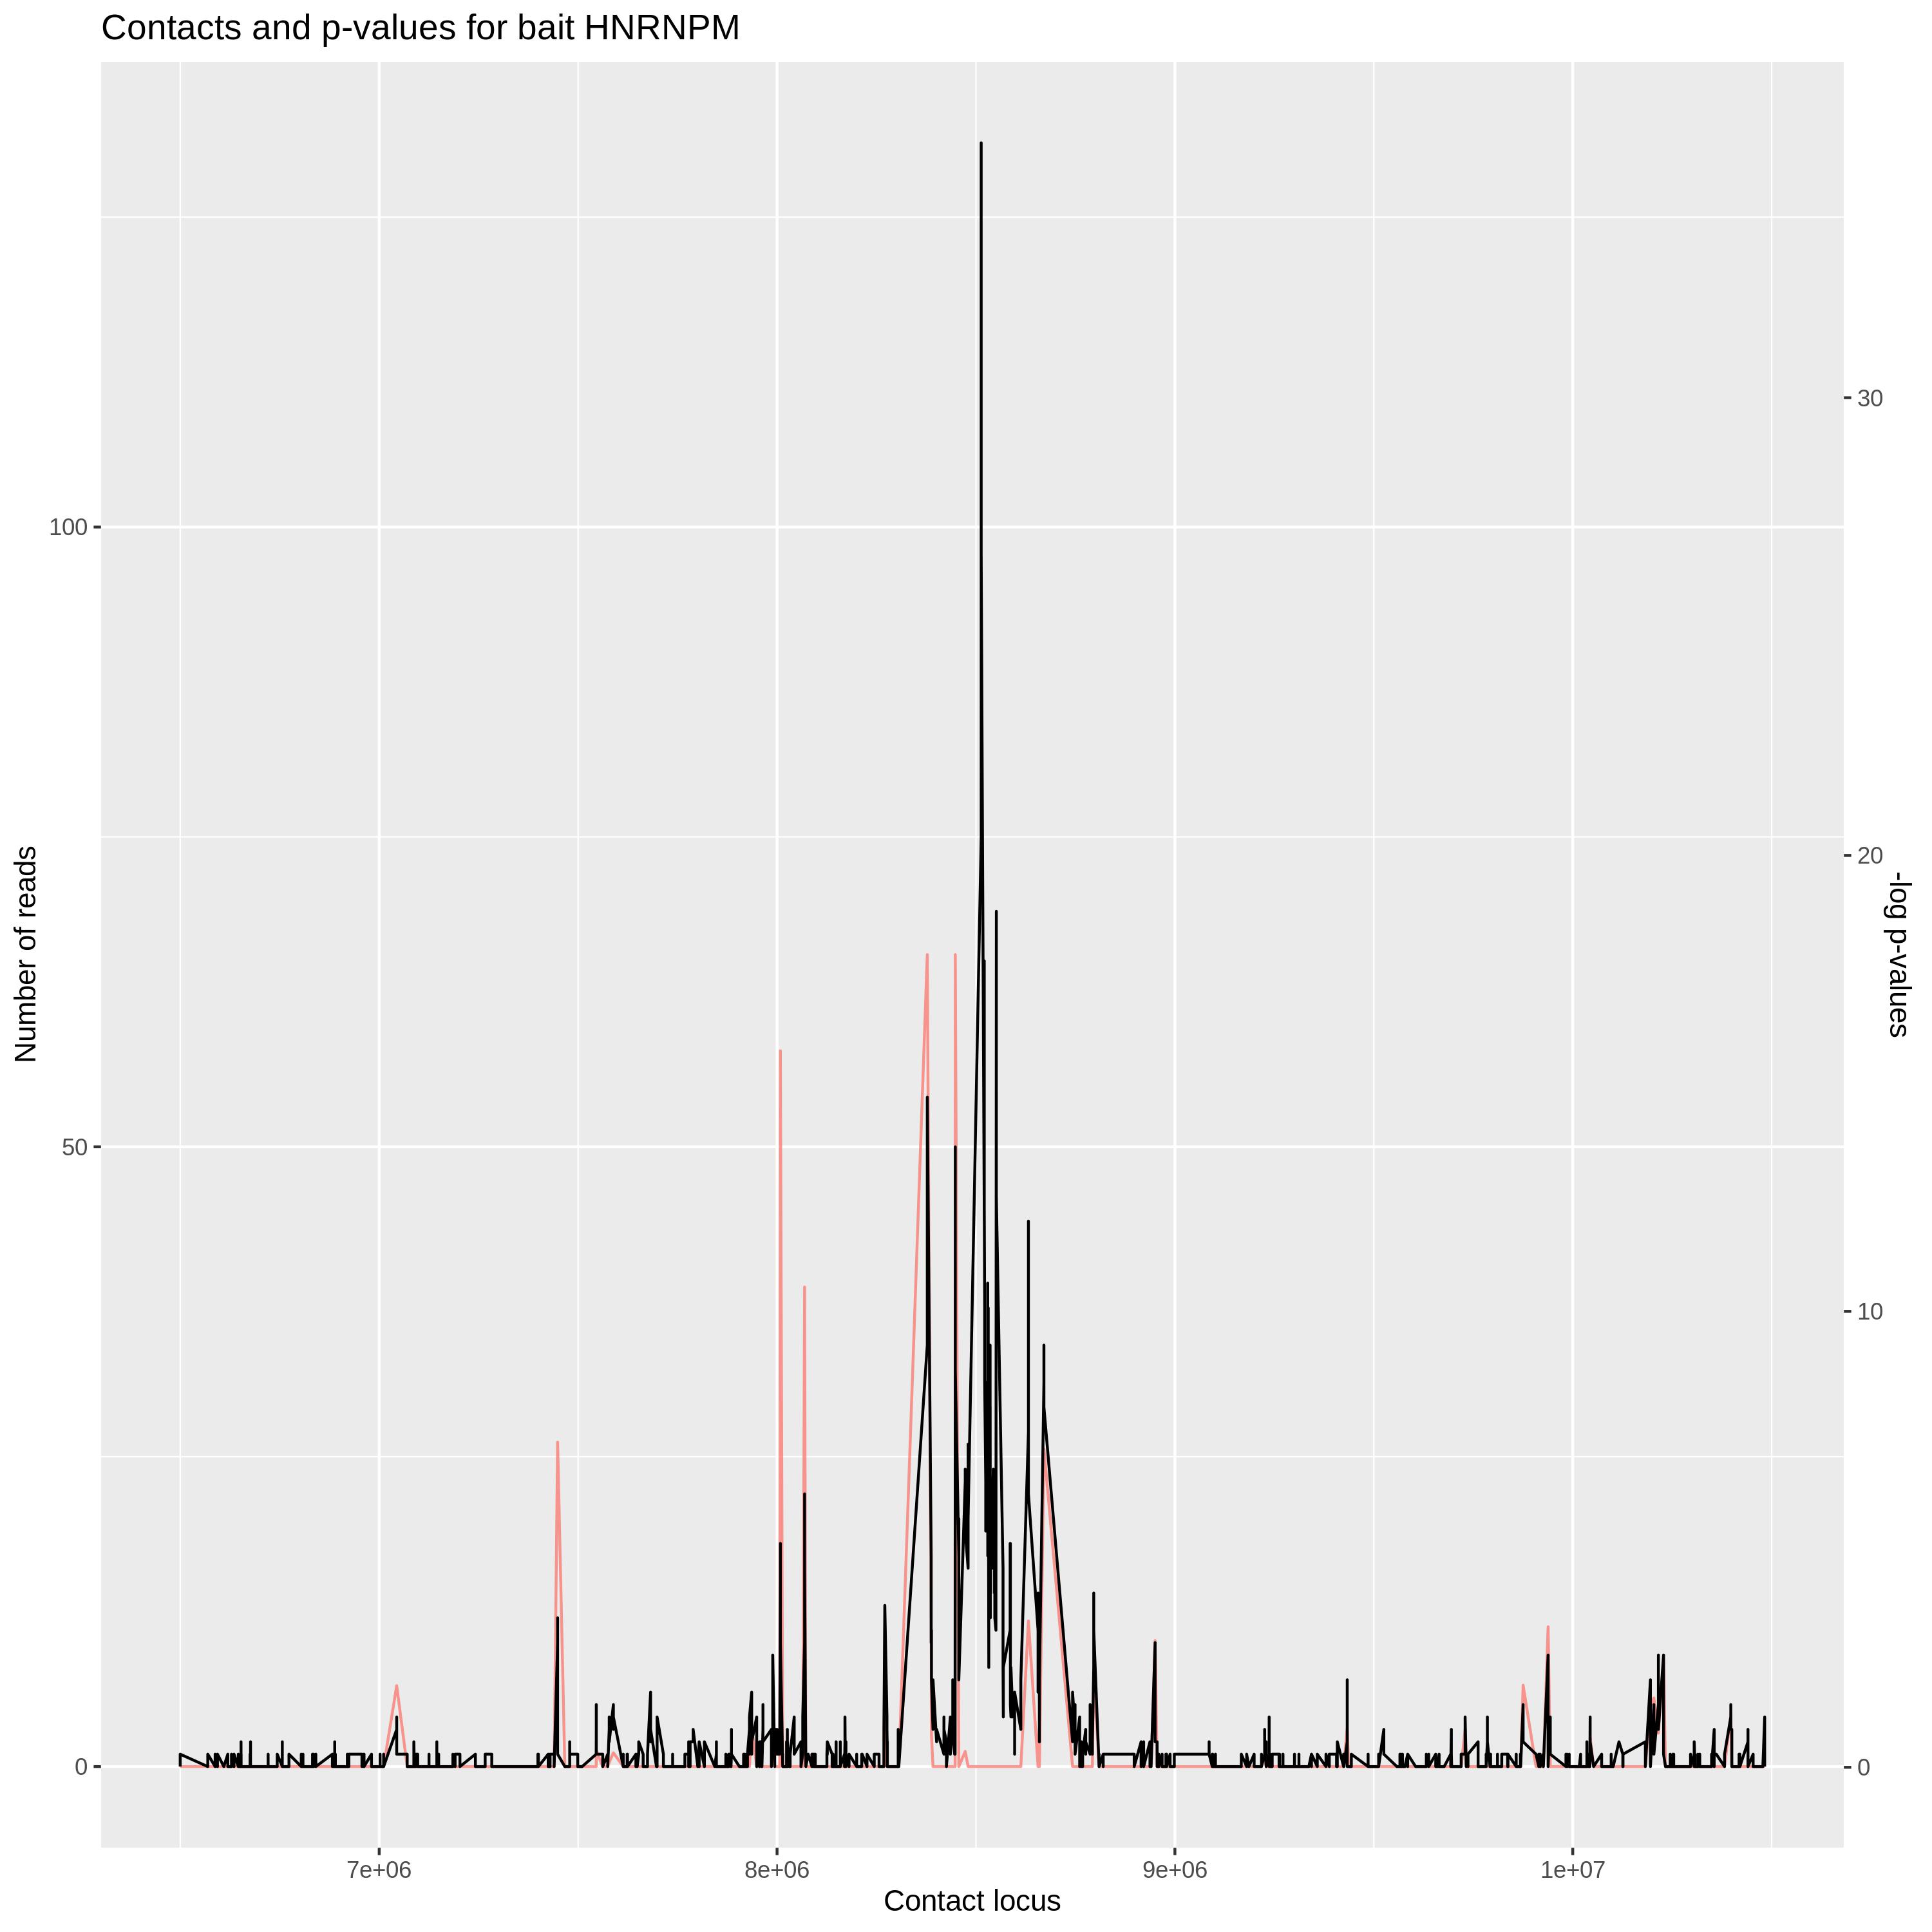 Contacts and p-values for bait HNRNPM
Number of reads
100
50
0
30
20
10
0
-log p-values
7e+06
8e+06
9e+06
1e+07
Contact locus